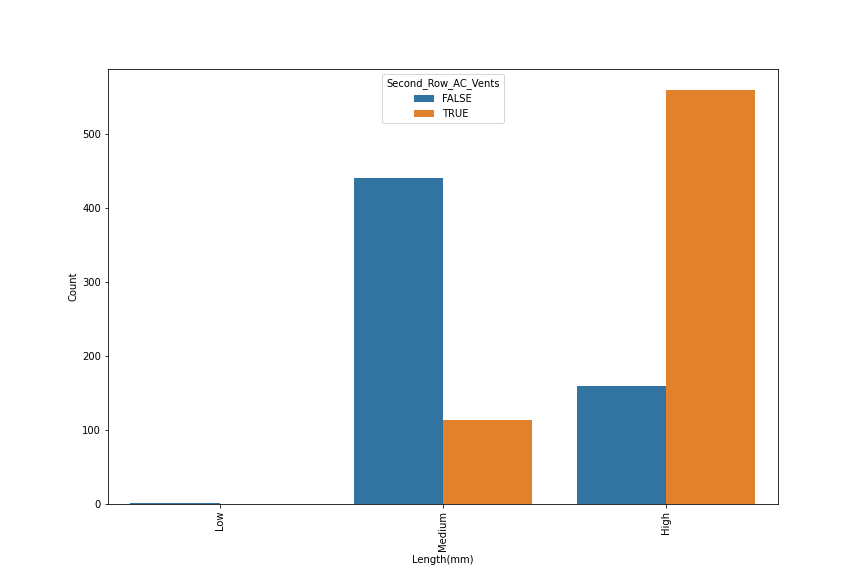 Second_Row_AC_Vents
FALSE
TRUE
500
400
300
200
100
0
Count
Low
Medium
High
Length(mm)